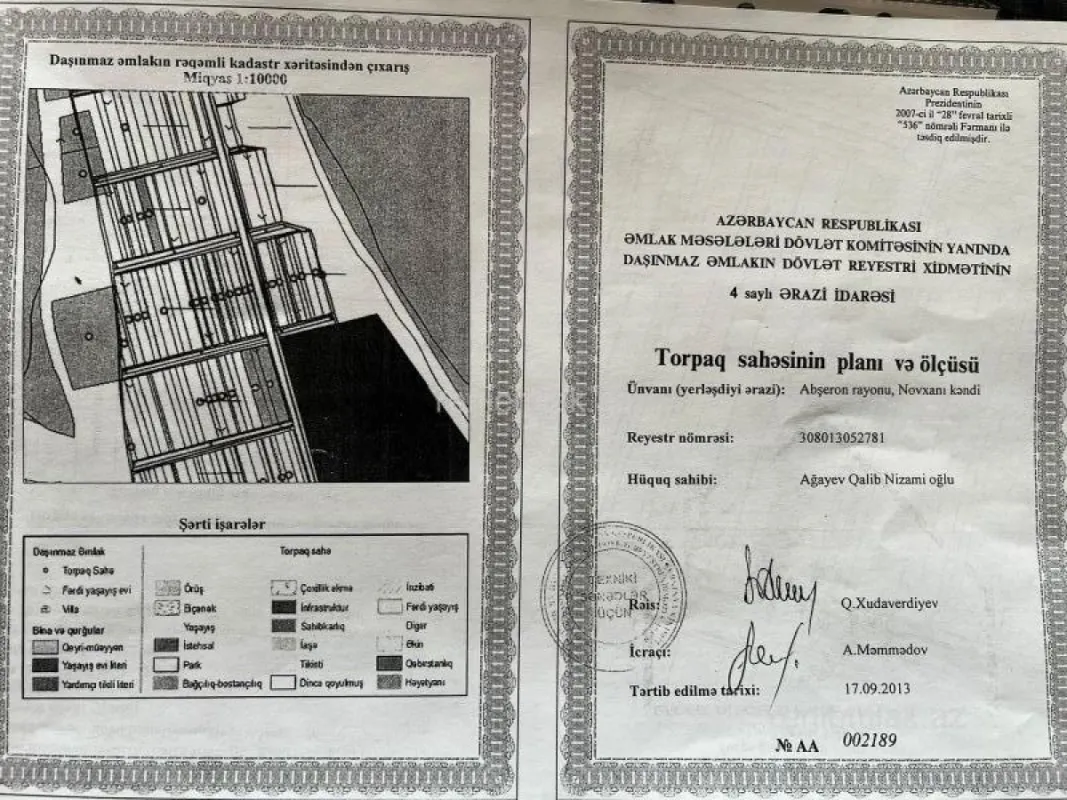 Daşınmaz əmlakın rəqəmli kadastr xəritəsindən çıxarış
Miqyas 1:10000
Şərti işarələr
Daşınmaz Əmlak
Torpaq Sahə
Fərdi yaşayış evi
Villa
Bina və qurğular
Qeyri-müəyyən
Yaşayış evi literi
Yardımçı tikili literi
Torpaq sahə
Örüş
Biçənək
Yaşayış
İstehsal
Park
Bağçılıq-bostançılıq
Çoxillik əkmə
İnfrastruktur
Sahibkarlıq
İaşə
Tikisti
Dincə qoyulmuş
İnzibati
Fərdi yaşayış
Digər
Əkin
Qəbirstanlıq
Həyətyanı
Azərbaycan Respublikası
Prezidentinin
2007-ci il "28" fevral tarixli
"536" nömrəli Fərmanı ilə
təsdiq edilmişdir.
AZƏRBAYCAN RESPUBLİKASI
ƏMLAK MƏSƏLƏLƏRİ DÖVLƏT KOMİTƏSİNİN YANINDA
DAŞINMAZ ƏMLAKIN DÖVLƏT REYESTRİ XİDMƏTİNİN
4 saylı ƏRAZİ İDARƏSİ
Torpaq sahəsinin planı və ölçüsü
Ünvanı (yerləşdiyi ərazi): Abşeron rayonu, Novxanı kəndi
Reyestr nömrəsi: 308013052781
Hüquq sahibi: Ağayev Qalib Nizami oğlu
TEXNİKİ
SƏNƏDLƏR
ÜÇÜN
Rəis: Q.Xudaverdiyev
İcraçı: A.Məmmədov
Tərtib edilmə tarixi: 17.09.2013
№ AA 002189